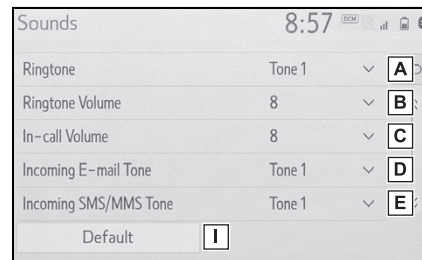 Sounds 8:57 DCM
Ringtone Tone 1 A
Ringtone Volume 8 B
In-call Volume 8 C
Incoming E-mail Tone Tone 1 D
Incoming SMS/MMS Tone Tone 1 E
Default I